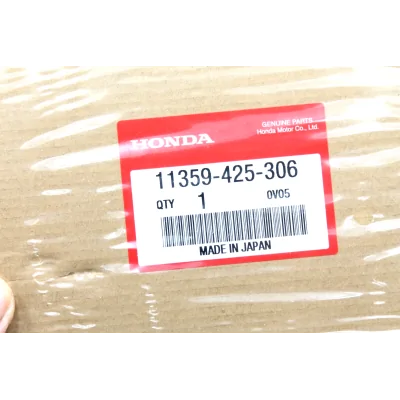 HONDA
GENUINE PARTS
Honda Motor Co., Ltd.
11359-425-306
QTY 1 0V05
MADE IN JAPAN